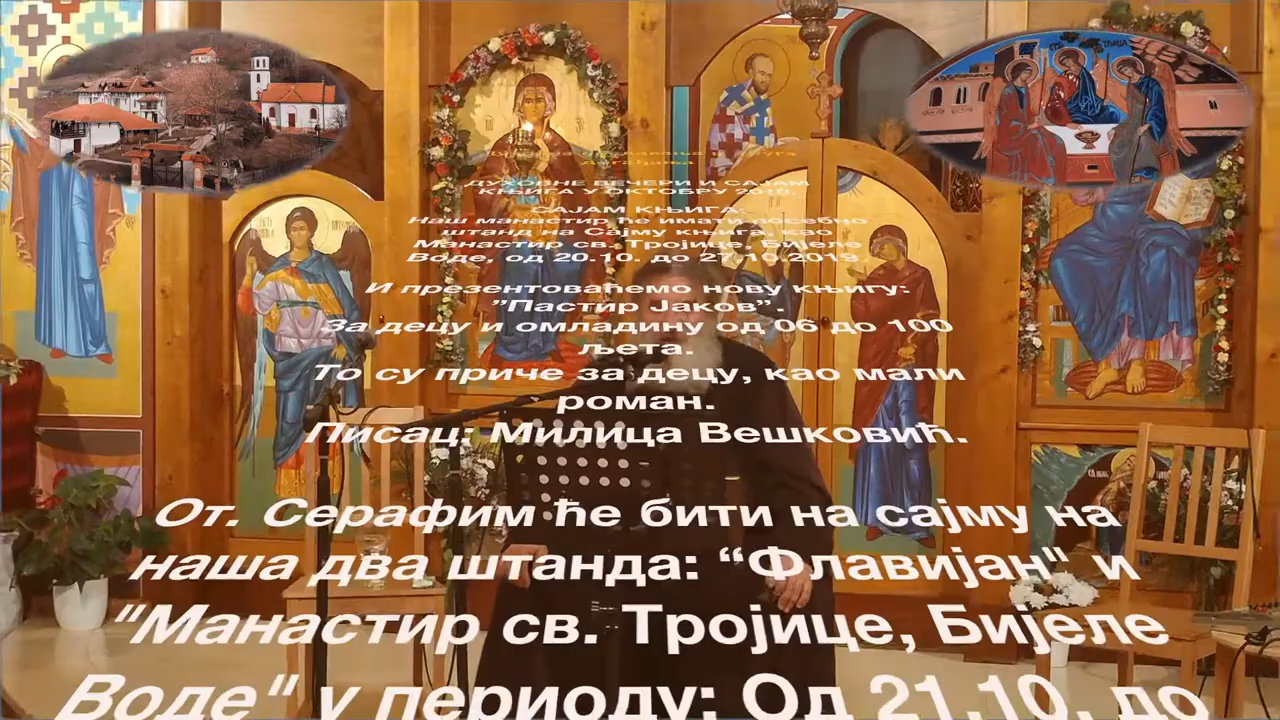 ДУХОВНЕ ВЕЧЕРИ И САЈАМ
КЊИГА У ОКТОБРУ 2019.
САЈАМ КЊИГА:
Наш манастир ће имати посебно
штанд на Сајму књига, као
Манастир св. Тројице, Бијеле
Воде, од 20.10. до 27.10.2019
И презентоваћемо нову књигу:
”Пастир Јаков”.
За децу и омладину од 06 до 100
љета.
То су приче за децу, као мали
роман.
Писац: Милица Вешковић.
От. Серафим ће бити на сајму на
наша два штанда: “Флавијан" и
"Манастир св. Тројице, Бијеле
Воде" у периоду: Од 21.10. до